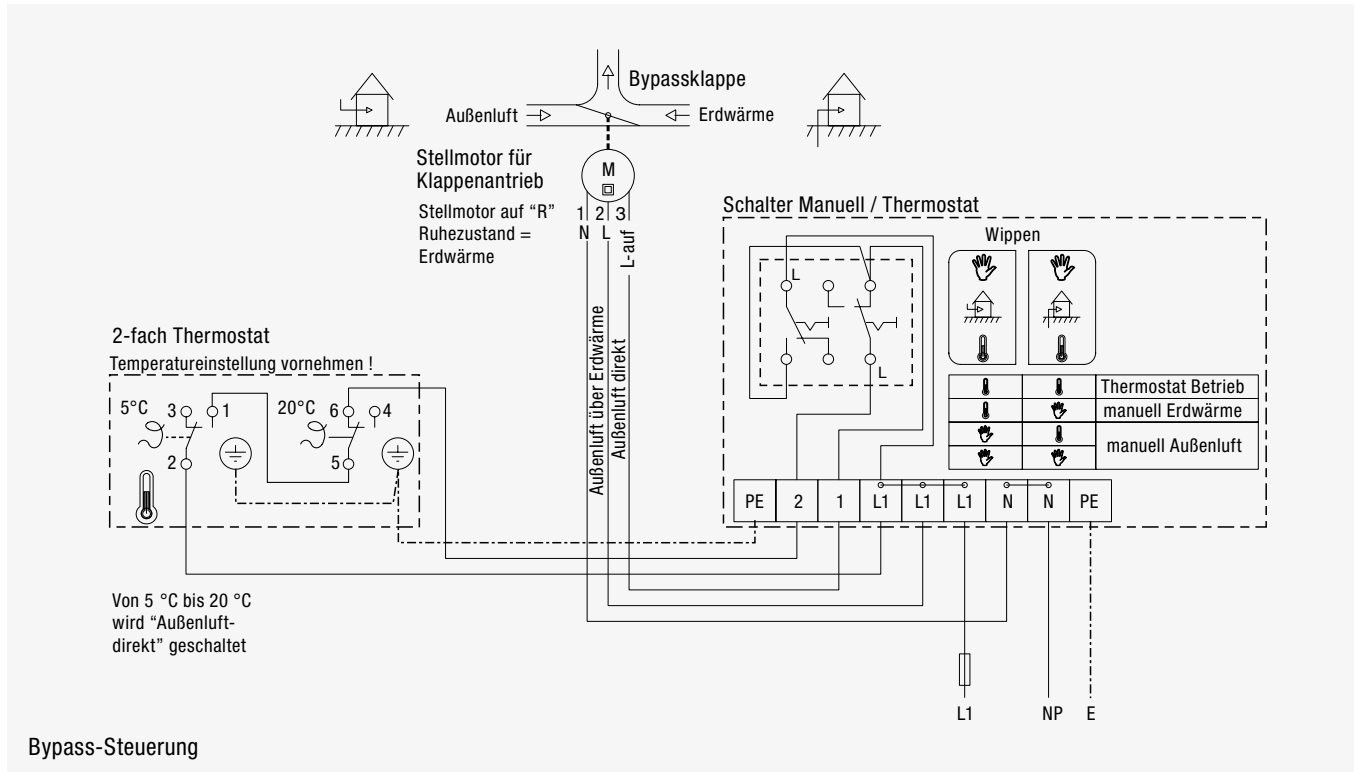 Bypassklappe
Außenluft
Erdwärme
Stellmotor für
Klappenantrieb
M
Stellmotor auf “R”
Ruhezustand =
Erdwärme
1 2 3
N L L-auf
Außenluft über Erdwärme
Außenluft direkt
Schalter Manuell / Thermostat
Wippen
L
L
Thermostat Betrieb
manuell Erdwärme
manuell Außenluft
PE 2 1 L1 L1 L1 N N PE
2-fach Thermostat
Temperatureinstellung vornehmen !
5°C 3 1 20°C 6 4
2 5
Von 5 °C bis 20 °C
wird “Außenluft-
direkt” geschaltet
L1 NP E
Bypass-Steuerung